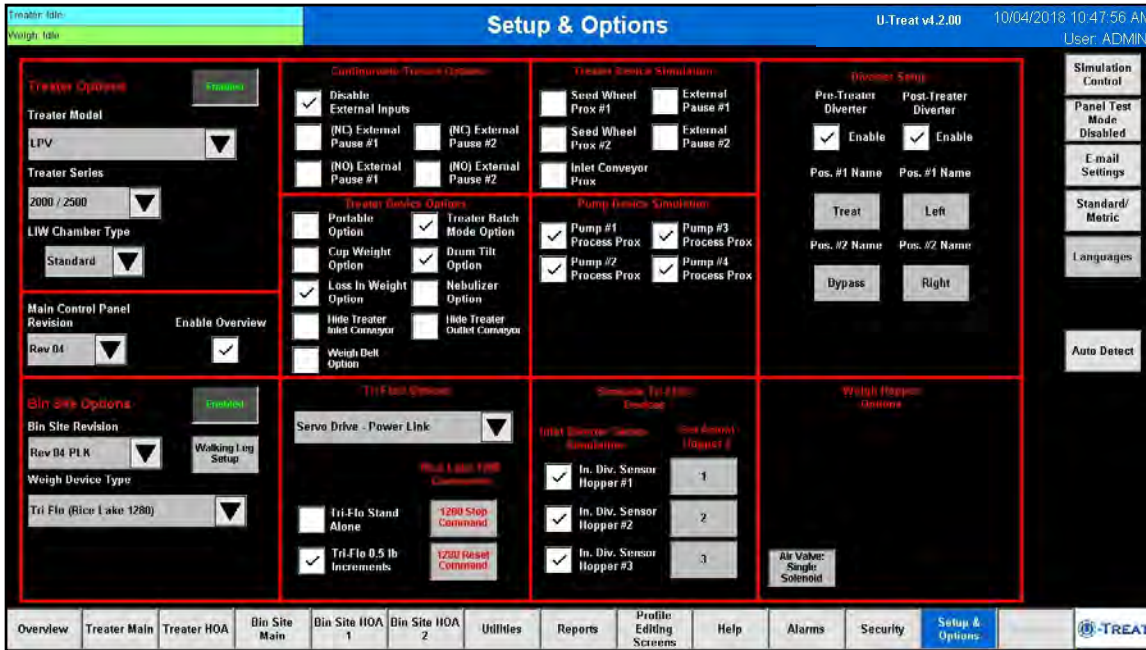 Treater: Idle
Weigh: Idle
Setup & Options
U-Treat v4.2.00
10/04/2018 10:47:56 AM
User: ADMIN
Treater Options
Enabled
Treater Model
LPV
Treater Series
2000 / 2500
LIW Chamber Type
Standard
Main Control Panel
Revision
Enable Overview
Rev 04
Bin Site Options
Enabled
Bin Site Revision
Rev 04 PLK
Walking Leg
Setup
Weigh Device Type
Tri Flo (Rice Lake 1280)
Treater Options
Disable
External Inputs
(NC) External
Pause #1
(NC) External
Pause #2
(NO) External
Pause #1
(NO) External
Pause #2
Treater Device Options
Portable
Option
Treater Batch
Mode Option
Cup Weight
Option
Drum Tilt
Option
Loss In Weight
Option
Nebulizer
Option
Hide Treater
Inlet Conveyor
Hide Treater
Outlet Conveyor
Weigh Belt
Option
Servo Drive - Power Link
Rice Lake 1280
Commands
Tri-Flo Stand
Alone
1280 Stop
Command
Tri-Flo 0.5 lb
Increments
1280 Reset
Command
Treater Device Simulation
Seed Wheel
Prox #1
External
Pause #1
Seed Wheel
Prox #2
External
Pause #2
Inlet Conveyor
Prox
Pump Device Simulation
Pump #1
Process Prox
Pump #3
Process Prox
Pump #2
Process Prox
Pump #4
Process Prox
Devices
Simulation
Hopper #
In. Div. Sensor
Hopper #1
1
In. Div. Sensor
Hopper #2
2
In. Div. Sensor
Hopper #3
3
Diverter Setup
Pre-Treater
Diverter
Post-Treater
Diverter
Enable
Enable
Pos. #1 Name
Pos. #1 Name
Treat
Left
Pos. #2 Name
Pos. #2 Name
Bypass
Right
Weigh Hopper
Options
Air Valve:
Single
Solenoid
Simulation
Control
Panel Test
Mode
Disabled
E-mail
Settings
Standard/
Metric
Languages
Auto Detect
Overview
Treater Main
Treater HOA
Bin Site
Main
Bin Site HOA
1
Bin Site HOA
2
Utilities
Reports
Profile
Editing
Screens
Help
Alarms
Security
Setup &
Options
U-TREAT